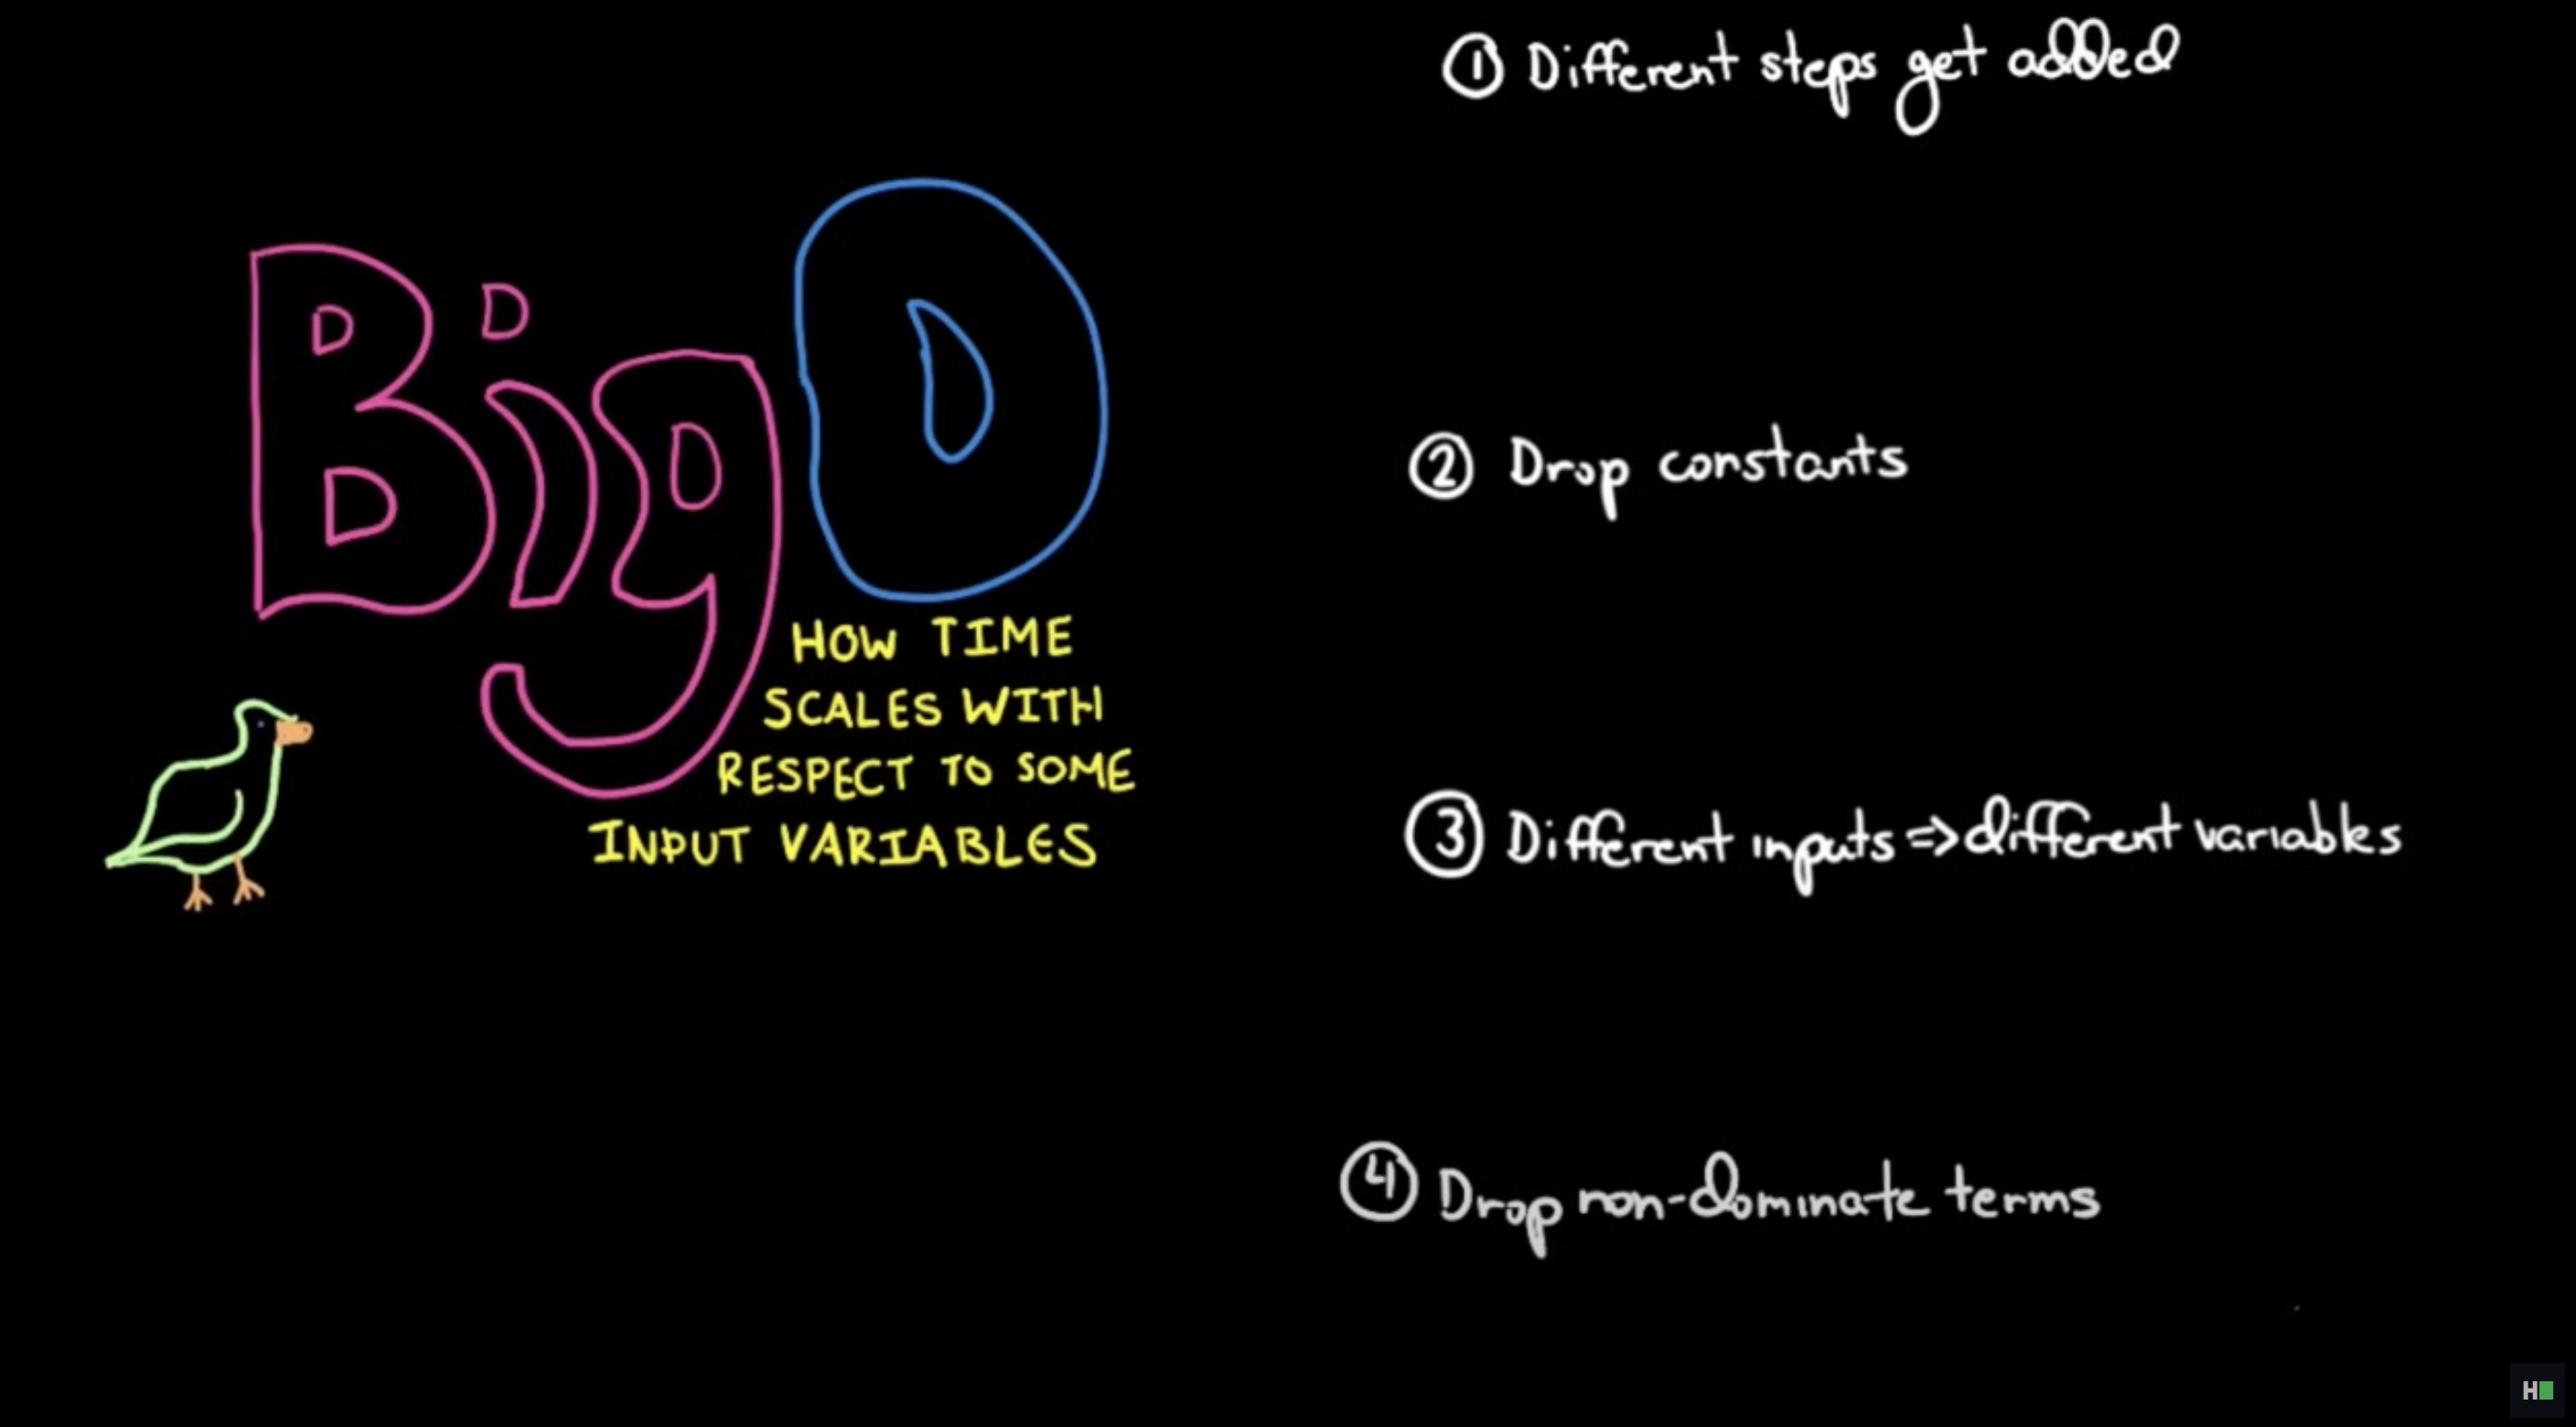 Big O
HOW TIME
SCALES WITH
RESPECT TO SOME
INPUT VARIABLES
① Different steps get added
② Drop constants
③ Different inputs => different variables
④ Drop non-dominate terms
H